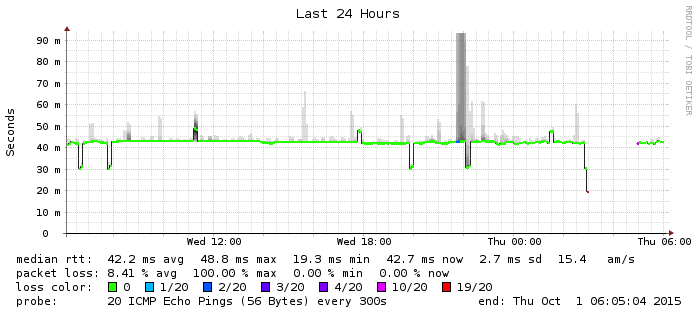 Last 24 Hours
RRDTOOL / TOBI OETIKER
Seconds
90 m
80 m
70 m
60 m
50 m
40 m
30 m
20 m
10 m
0
Wed 12:00 Wed 18:00 Thu 00:00 Thu 06:00
median rtt: 42.2 ms avg 48.8 ms max 19.3 ms min 42.7 ms now 2.7 ms sd 15.4 am/s
packet loss: 8.41 % avg 100.00 % max 0.00 % min 0.00 % now
loss color: 0 1/20 2/20 3/20 4/20 10/20 19/20
probe: 20 ICMP Echo Pings (56 Bytes) every 300s end: Thu Oct 1 06:05:04 2015